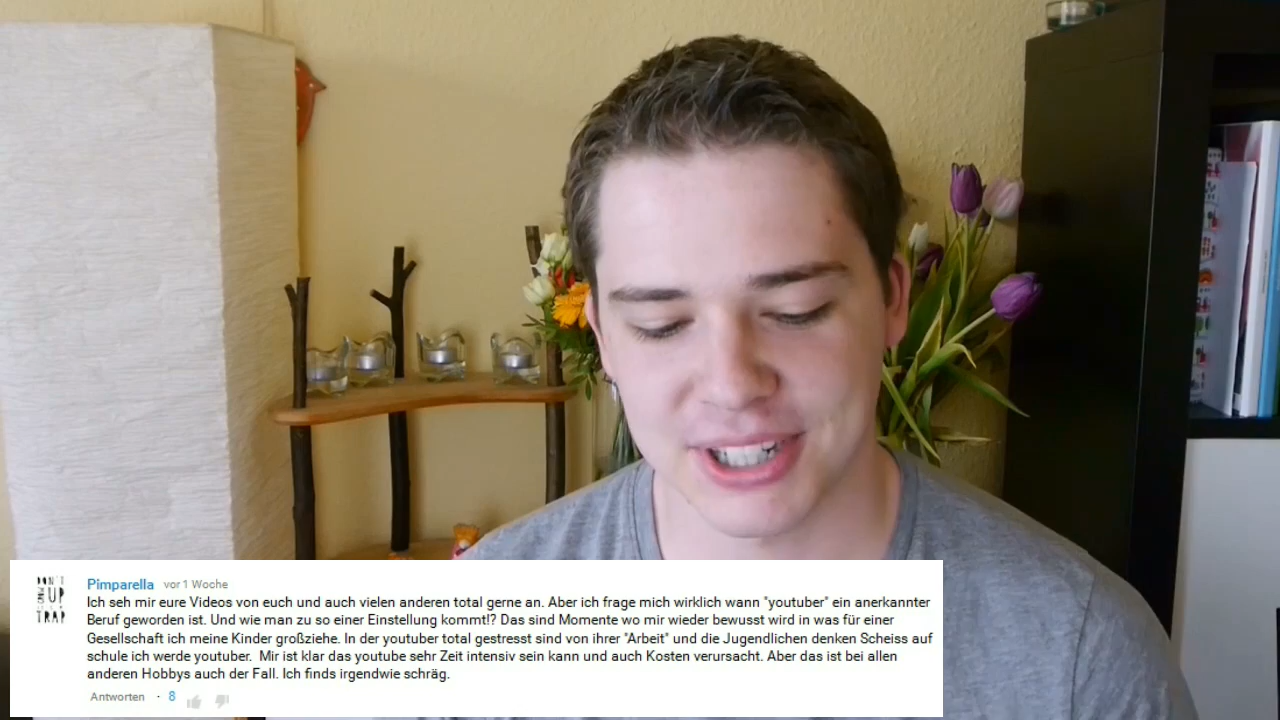 DON'T
GROW
UP
IT'S A
TRAP
Pimparella vor 1 Woche
Ich seh mir eure Videos von euch und auch vielen anderen total gerne an. Aber ich frage mich wirklich wann "youtuber" ein anerkannter
Beruf geworden ist. Und wie man zu so einer Einstellung kommt!? Das sind Momente wo mir wieder bewusst wird in was für einer
Gesellschaft ich meine Kinder großziehe. In der youtuber total gestresst sind von ihrer "Arbeit" und die Jugendlichen denken Scheiss auf
schule ich werde youtuber. Mir ist klar das youtube sehr Zeit intensiv sein kann und auch Kosten verursacht. Aber das ist bei allen
anderen Hobbys auch der Fall. Ich finds irgendwie schräg.
Antworten · 8